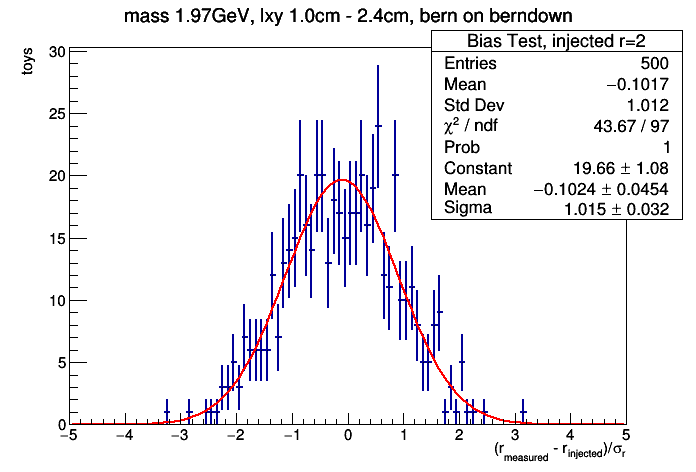 mass 1.97GeV, lxy 1.0cm - 2.4cm, bern on berndown
Bias Test, injected r=2
Entries 500
Mean −0.1017
Std Dev 1.012
χ² / ndf 43.67 / 97
Prob 1
Constant 19.66 ± 1.08
Mean −0.1024 ± 0.0454
Sigma 1.015 ± 0.032
toys
30
25
20
15
10
5
0
−5 −4 −3 −2 −1 0 1 2 3 4 5
(r_measured - r_injected)/σ_r